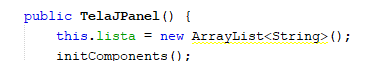 public TelaJPanel() {
this.lista = new ArrayList<String>();
initComponents();